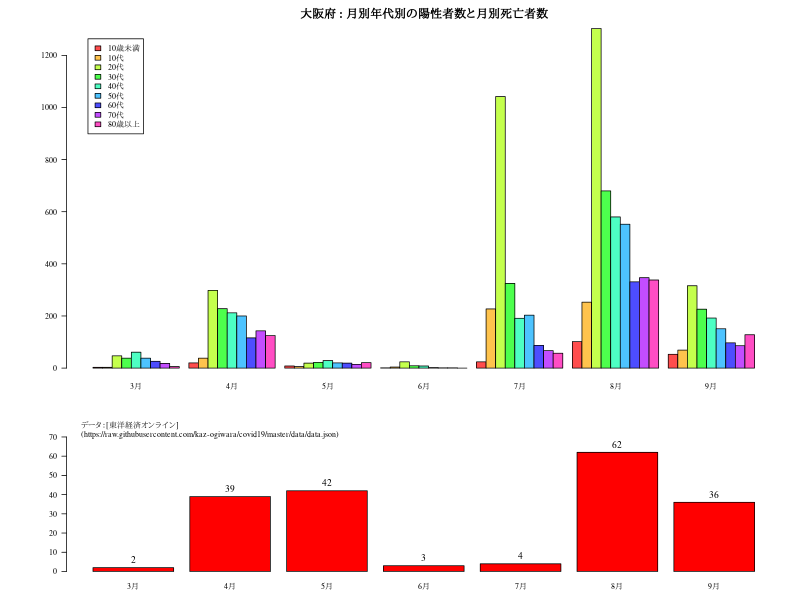 大阪府 : 月別年代別の陽性者数と月別死亡者数
10歳未満
10代
20代
30代
40代
50代
60代
70代
80歳以上
1200
1000
800
600
400
200
0
3月 4月 5月 6月 7月 8月 9月
データ : [東洋経済オンライン]
(https://raw.githubusercontent.com/kaz-ogiwara/covid19/master/data/data.json)
70
60
50
40
30
20
10
0
2 39 42 3 4 62 36
3月 4月 5月 6月 7月 8月 9月